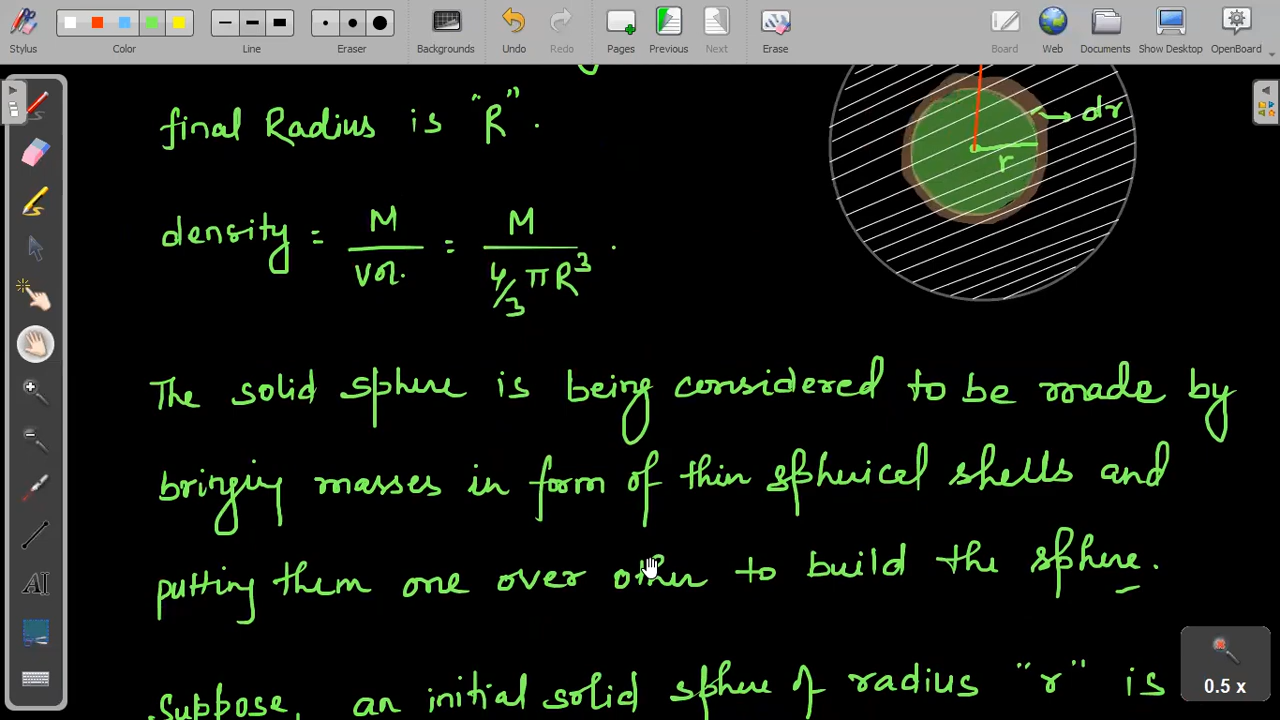 Stylus
Color
Line
Eraser
Backgrounds
Undo
Redo
Pages
Previous
Next
Erase
Board
Web
Documents
Show Desktop
OpenBoard
final Radius is "R".
dr
r
density = M/Vol. = M/(4/3 πR³) .
The solid sphere is being considered to be made by
bringing masses in form of thin sphericel shells and
putting them one over other to build the sphere.
Suppose, an initial solid sphere of radius "r" is
0.5 x